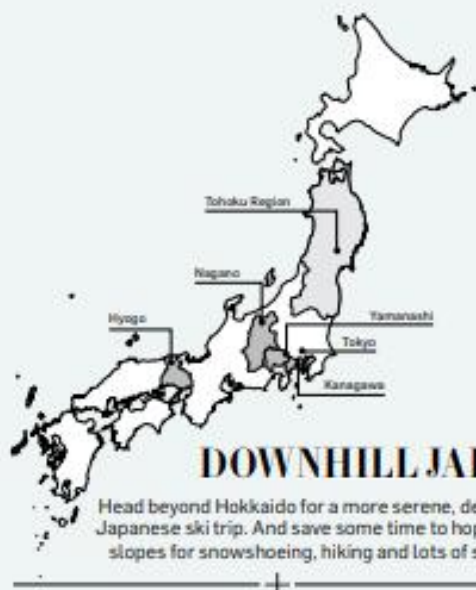 Tohoku Region
Nagano
Hyogo
Yamanashi
Tokyo
Kanagawa
DOWNHILL JA
Head beyond Hokkaido for a more serene, de
Japanese ski trip. And save some time to hop
slopes for snowshoeing, hiking and lots of s